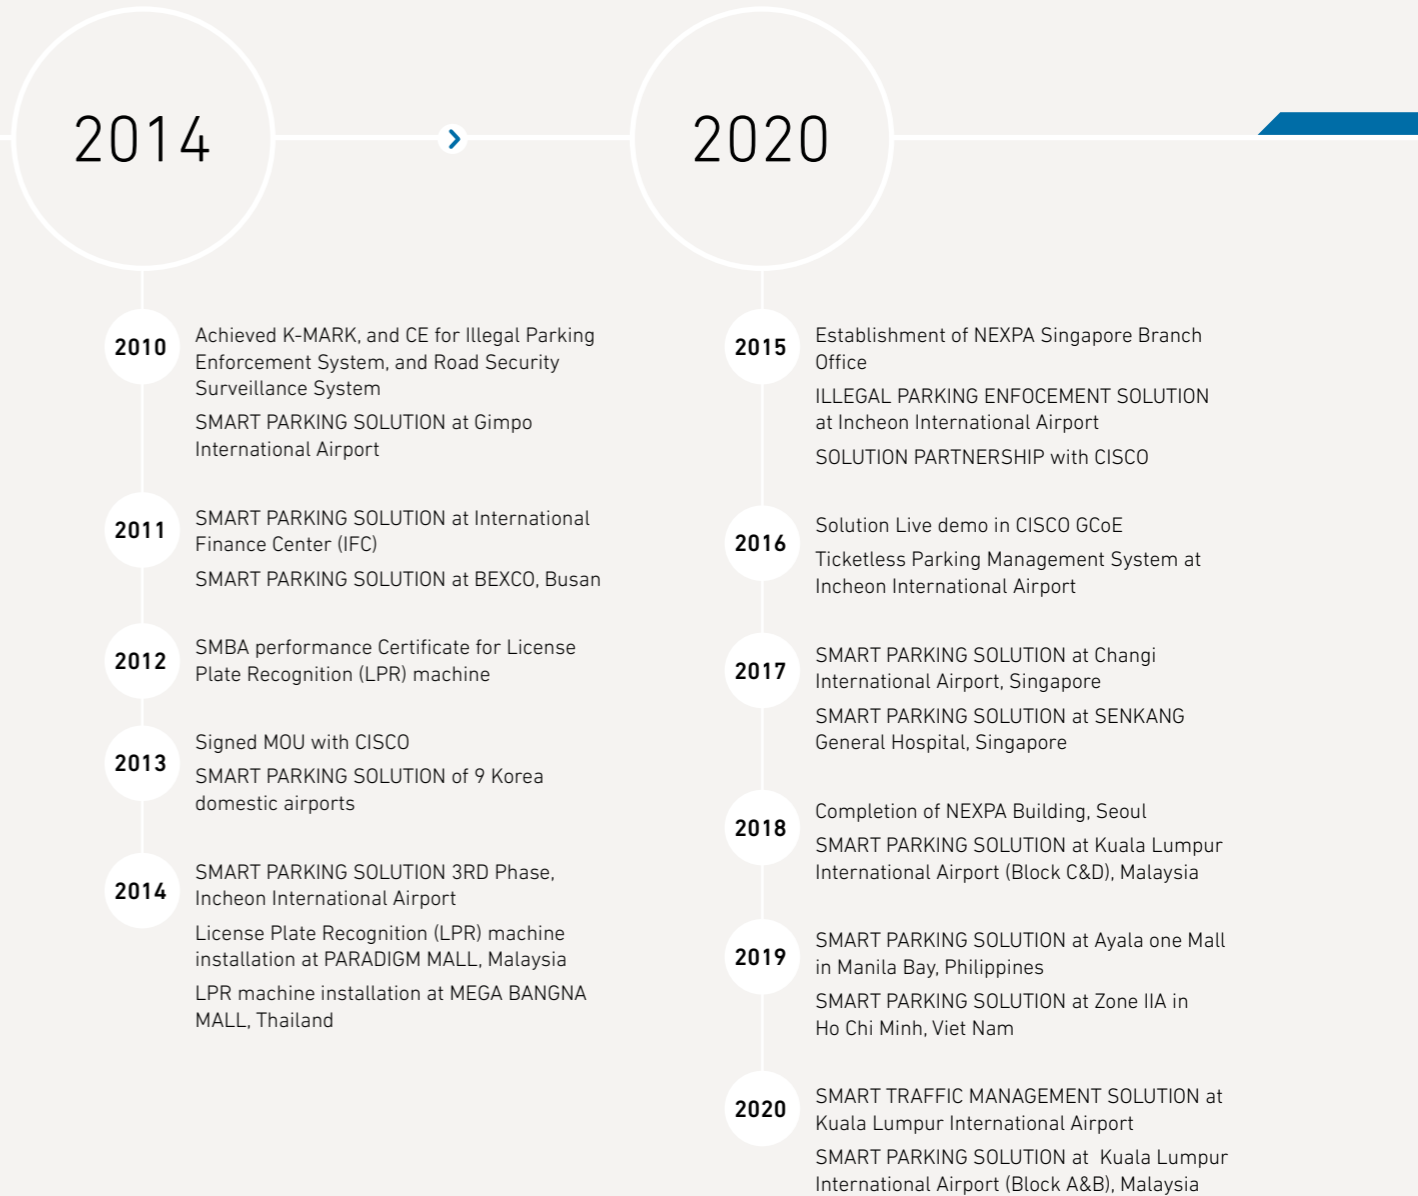 2014
2010
Achieved K-MARK, and CE for Illegal Parking
Enforcement System, and Road Security
Surveillance System
SMART PARKING SOLUTION at Gimpo
International Airport
2011
SMART PARKING SOLUTION at International
Finance Center (IFC)
SMART PARKING SOLUTION at BEXCO, Busan
2012
SMBA performance Certificate for License
Plate Recognition (LPR) machine
2013
Signed MOU with CISCO
SMART PARKING SOLUTION of 9 Korea
domestic airports
2014
SMART PARKING SOLUTION 3RD Phase,
Incheon International Airport
License Plate Recognition (LPR) machine
installation at PARADIGM MALL, Malaysia
LPR machine installation at MEGA BANGNA
MALL, Thailand
2020
2015
Establishment of NEXPA Singapore Branch
Office
ILLEGAL PARKING ENFOCEMENT SOLUTION
at Incheon International Airport
SOLUTION PARTNERSHIP with CISCO
2016
Solution Live demo in CISCO GCoE
Ticketless Parking Management System at
Incheon International Airport
2017
SMART PARKING SOLUTION at Changi
International Airport, Singapore
SMART PARKING SOLUTION at SENKANG
General Hospital, Singapore
2018
Completion of NEXPA Building, Seoul
SMART PARKING SOLUTION at Kuala Lumpur
International Airport (Block C&D), Malaysia
2019
SMART PARKING SOLUTION at Ayala one Mall
in Manila Bay, Philippines
SMART PARKING SOLUTION at Zone IIA in
Ho Chi Minh, Viet Nam
2020
SMART TRAFFIC MANAGEMENT SOLUTION at
Kuala Lumpur International Airport
SMART PARKING SOLUTION at  Kuala Lumpur
International Airport (Block A&B), Malaysia